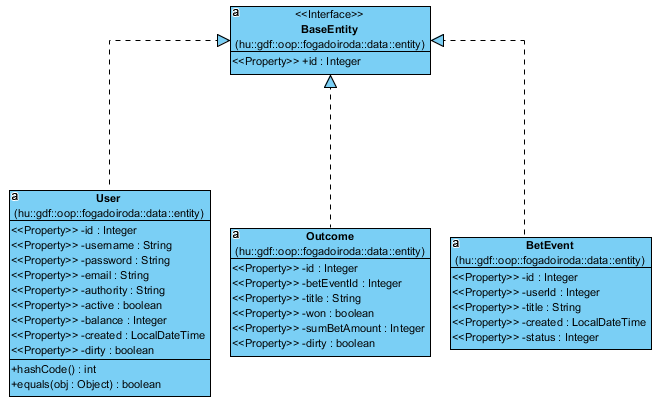 a
<<Interface>>
BaseEntity
(hu::gdf::oop::fogadoiroda::data::entity)
<<Property>> +id : Integer
a
User
(hu::gdf::oop::fogadoiroda::data::entity)
<<Property>> -id : Integer
<<Property>> -username : String
<<Property>> -password : String
<<Property>> -email : String
<<Property>> -authority : String
<<Property>> -active : boolean
<<Property>> -balance : Integer
<<Property>> -created : LocalDateTime
<<Property>> -dirty : boolean
+hashCode() : int
+equals(obj : Object) : boolean
a
Outcome
(hu::gdf::oop::fogadoiroda::data::entity)
<<Property>> -id : Integer
<<Property>> -betEventId : Integer
<<Property>> -title : String
<<Property>> -won : boolean
<<Property>> -sumBetAmount : Integer
<<Property>> -dirty : boolean
a
BetEvent
(hu::gdf::oop::fogadoiroda::data::entity)
<<Property>> -id : Integer
<<Property>> -userId : Integer
<<Property>> -title : String
<<Property>> -created : LocalDateTime
<<Property>> -status : Integer